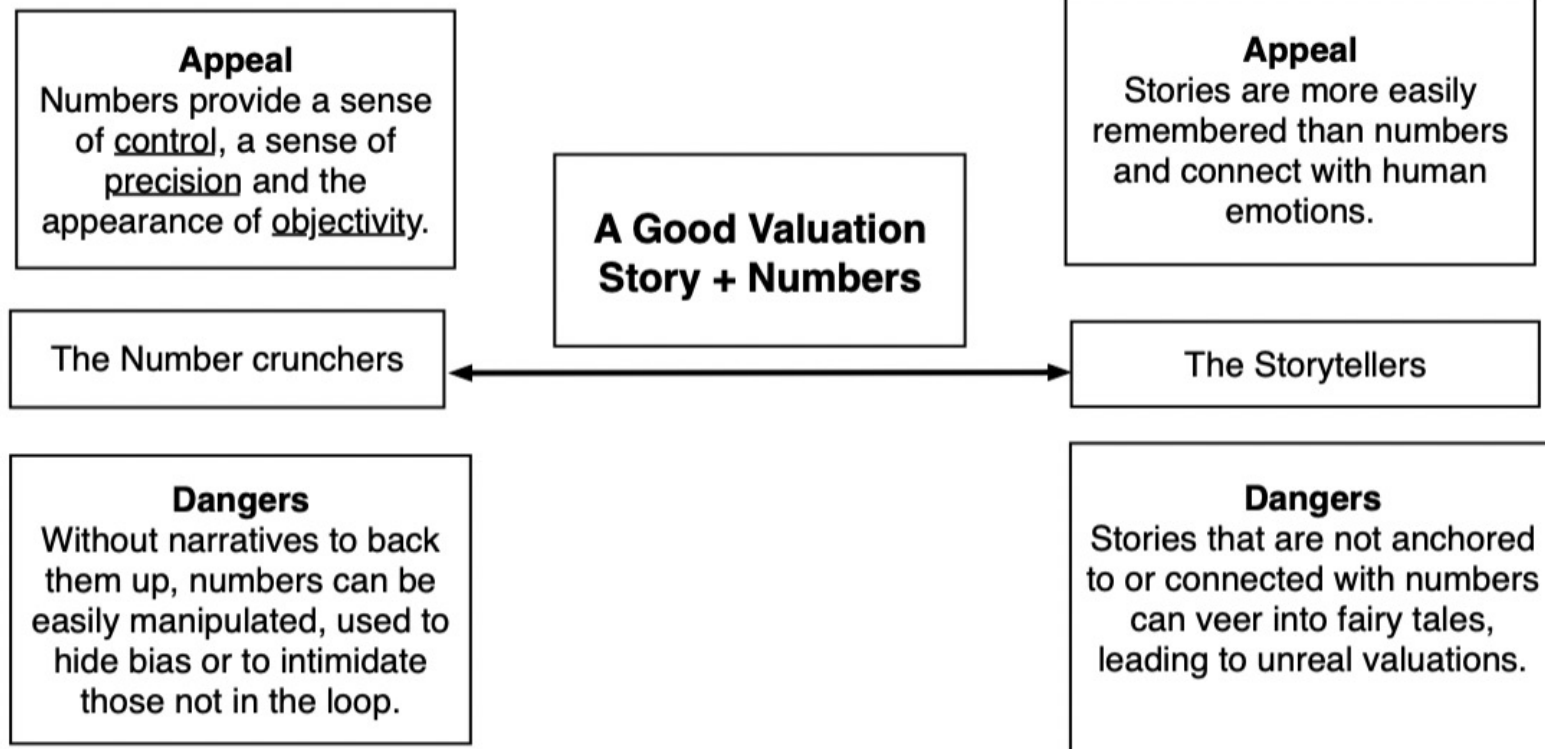 Appeal
Numbers provide a sense
of control, a sense of
precision and the
appearance of objectivity.
The Number crunchers
Dangers
Without narratives to back
them up, numbers can be
easily manipulated, used to
hide bias or to intimidate
those not in the loop.
A Good Valuation
Story + Numbers
Appeal
Stories are more easily
remembered than numbers
and connect with human
emotions.
The Storytellers
Dangers
Stories that are not anchored
to or connected with numbers
can veer into fairy tales,
leading to unreal valuations.